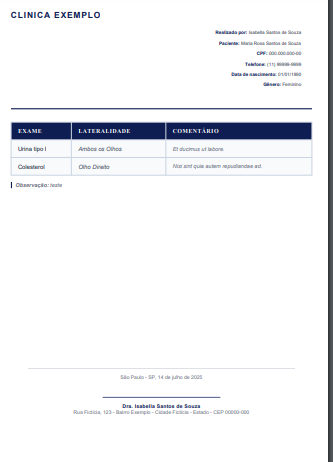 CLINICA EXEMPLO
Realizado por: Isabella Santos de Souza
Paciente: Maria Rosa Santos de Souza
CPF: 000.000.000-00
Telefone: (11) 99999-9999
Data de nascimento: 01/01/1990
Gênero: Feminino
EXAME LATERALIDADE COMENTÁRIO
Urina tipo I Ambos os Olhos Et ducimus ut labore.
Colesterol Olho Direito Nisi sint quia autem repudiandae ad.
Observação: teste
São Paulo - SP, 14 de julho de 2025
Dra. Isabella Santos de Souza
Rua Fictícia, 123 - Bairro Exemplo - Cidade Fictícia - Estado - CEP 00000-000